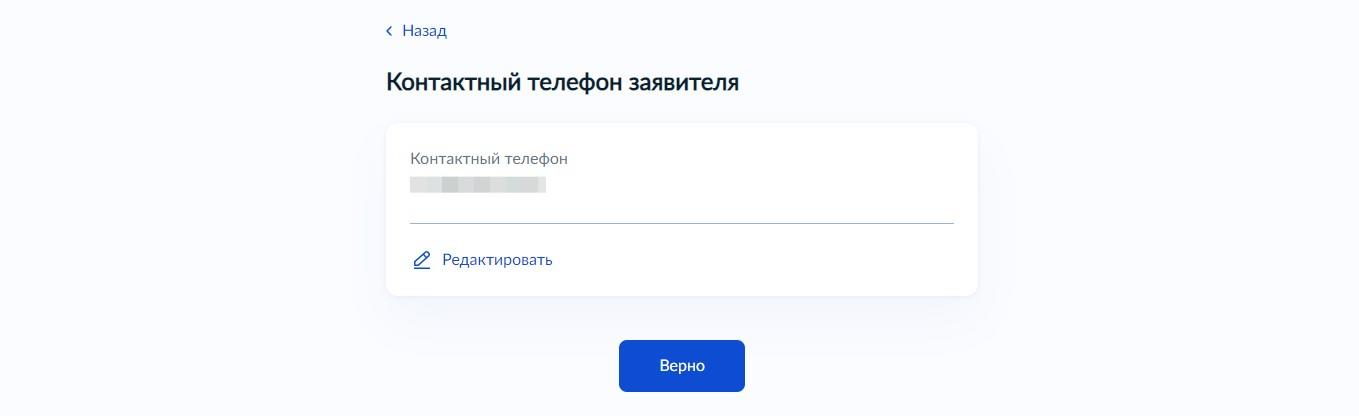 Назад
Контактный телефон заявителя
Контактный телефон
Редактировать
Верно